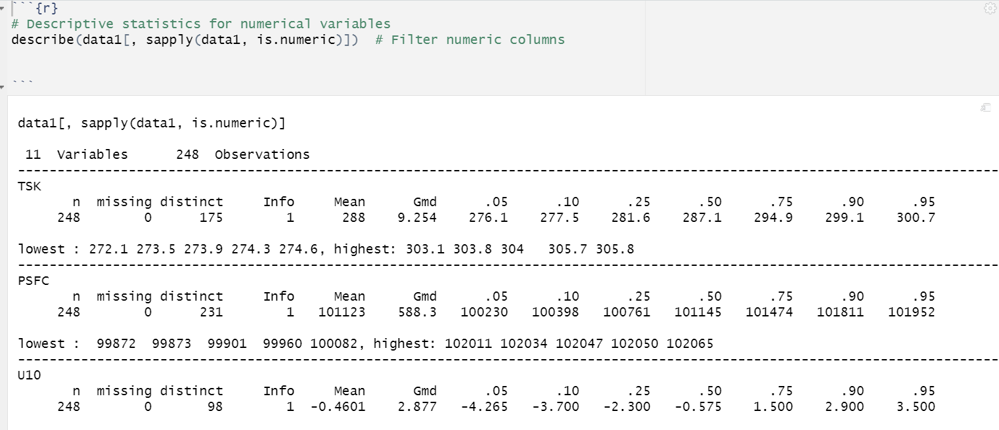 ```{r}
# Descriptive statistics for numerical variables
describe(data1[, sapply(data1, is.numeric)])  # Filter numeric columns
```
data1[, sapply(data1, is.numeric)]
 11  Variables      248  Observations
--------------------------------------------------------------------------------
TSK
       n  missing distinct     Info     Mean      Gmd      .05      .10      .25      .50      .75      .90      .95
     248        0      175        1      288    9.254    276.1    277.5    281.6    287.1    294.9    299.1    300.7
lowest : 272.1 273.5 273.9 274.3 274.6, highest: 303.1 303.8 304   305.7 305.8
--------------------------------------------------------------------------------
PSFC
       n  missing distinct     Info     Mean      Gmd      .05      .10      .25      .50      .75      .90      .95
     248        0      231        1   101123    588.3   100230   100398   100761   101145   101474   101811   101952
lowest :  99872  99873  99901  99960 100082, highest: 102011 102034 102047 102050 102065
--------------------------------------------------------------------------------
U10
       n  missing distinct     Info     Mean      Gmd      .05      .10      .25      .50      .75      .90      .95
     248        0       98        1  -0.4601    2.877   -4.265   -3.700   -2.300   -0.575    1.500    2.900    3.500